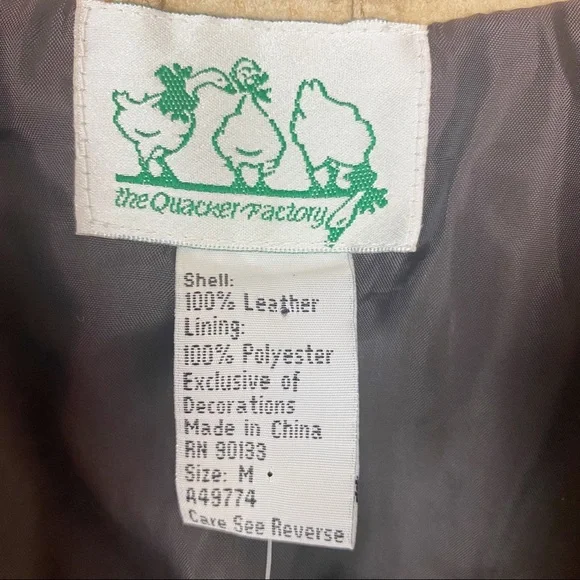 the Quacker Factory
Shell:
100% Leather
Lining:
100% Polyester
Exclusive of
Decorations
Made in China
RN 90133
Size: M
A49774
Care See Reverse